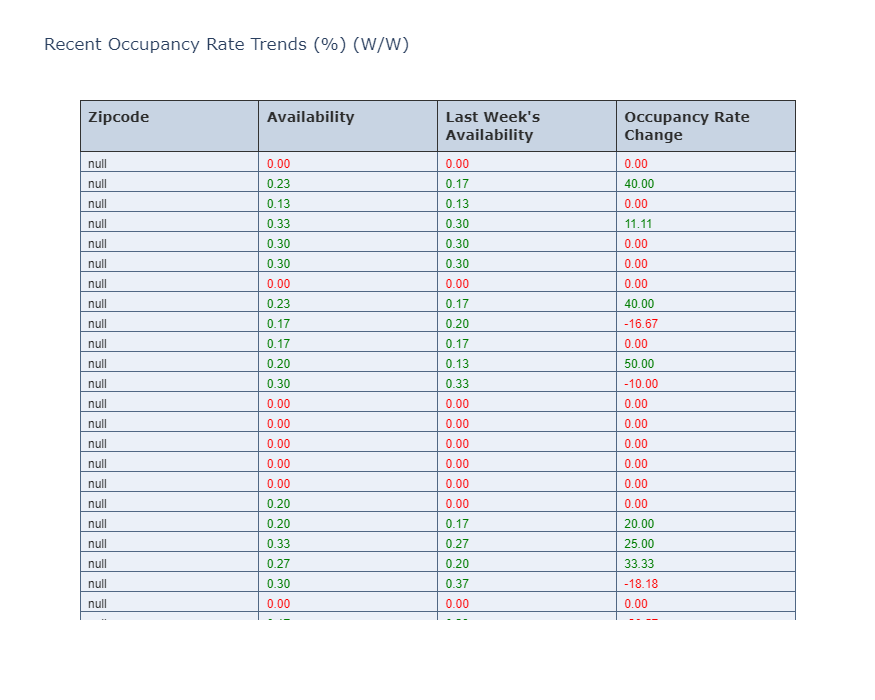 Recent Occupancy Rate Trends (%) (W/W)
Zipcode Availability Last Week's Availability Occupancy Rate Change
null 0.00 0.00 0.00
null 0.23 0.17 40.00
null 0.13 0.13 0.00
null 0.33 0.30 11.11
null 0.30 0.30 0.00
null 0.30 0.30 0.00
null 0.00 0.00 0.00
null 0.23 0.17 40.00
null 0.17 0.20 -16.67
null 0.17 0.17 0.00
null 0.20 0.13 50.00
null 0.30 0.33 -10.00
null 0.00 0.00 0.00
null 0.00 0.00 0.00
null 0.00 0.00 0.00
null 0.00 0.00 0.00
null 0.00 0.00 0.00
null 0.20 0.00 0.00
null 0.20 0.17 20.00
null 0.33 0.27 25.00
null 0.27 0.20 33.33
null 0.30 0.37 -18.18
null 0.00 0.00 0.00